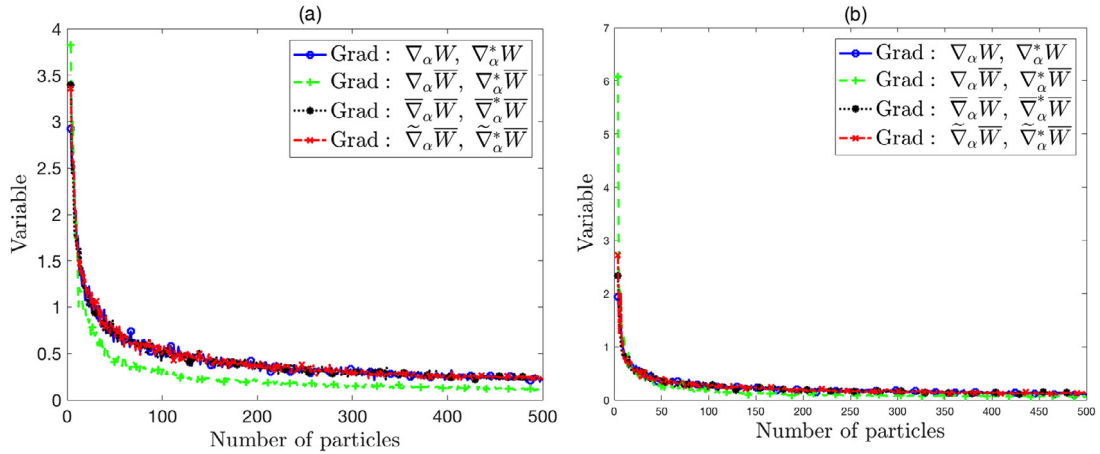 (a)
4
3.5
3
2.5
2
1.5
1
0.5
0
0 100 200 300 400 500
Variable
Number of particles
Grad : ∇αW, ∇*αW
Grad : ∇αW̅, ∇*αW̅
Grad : ∇̅αW̅, ∇̅*αW̅
Grad : ∇̃αW̅, ∇̃*αW̅
(b)
7
6
5
4
3
2
1
0
0 50 100 150 200 250 300 350 400 450 500
Variable
Number of particles
Grad : ∇αW, ∇*αW
Grad : ∇αW̅, ∇*αW̅
Grad : ∇̅αW̅, ∇̅*αW̅
Grad : ∇̃αW̅, ∇̃*αW̅